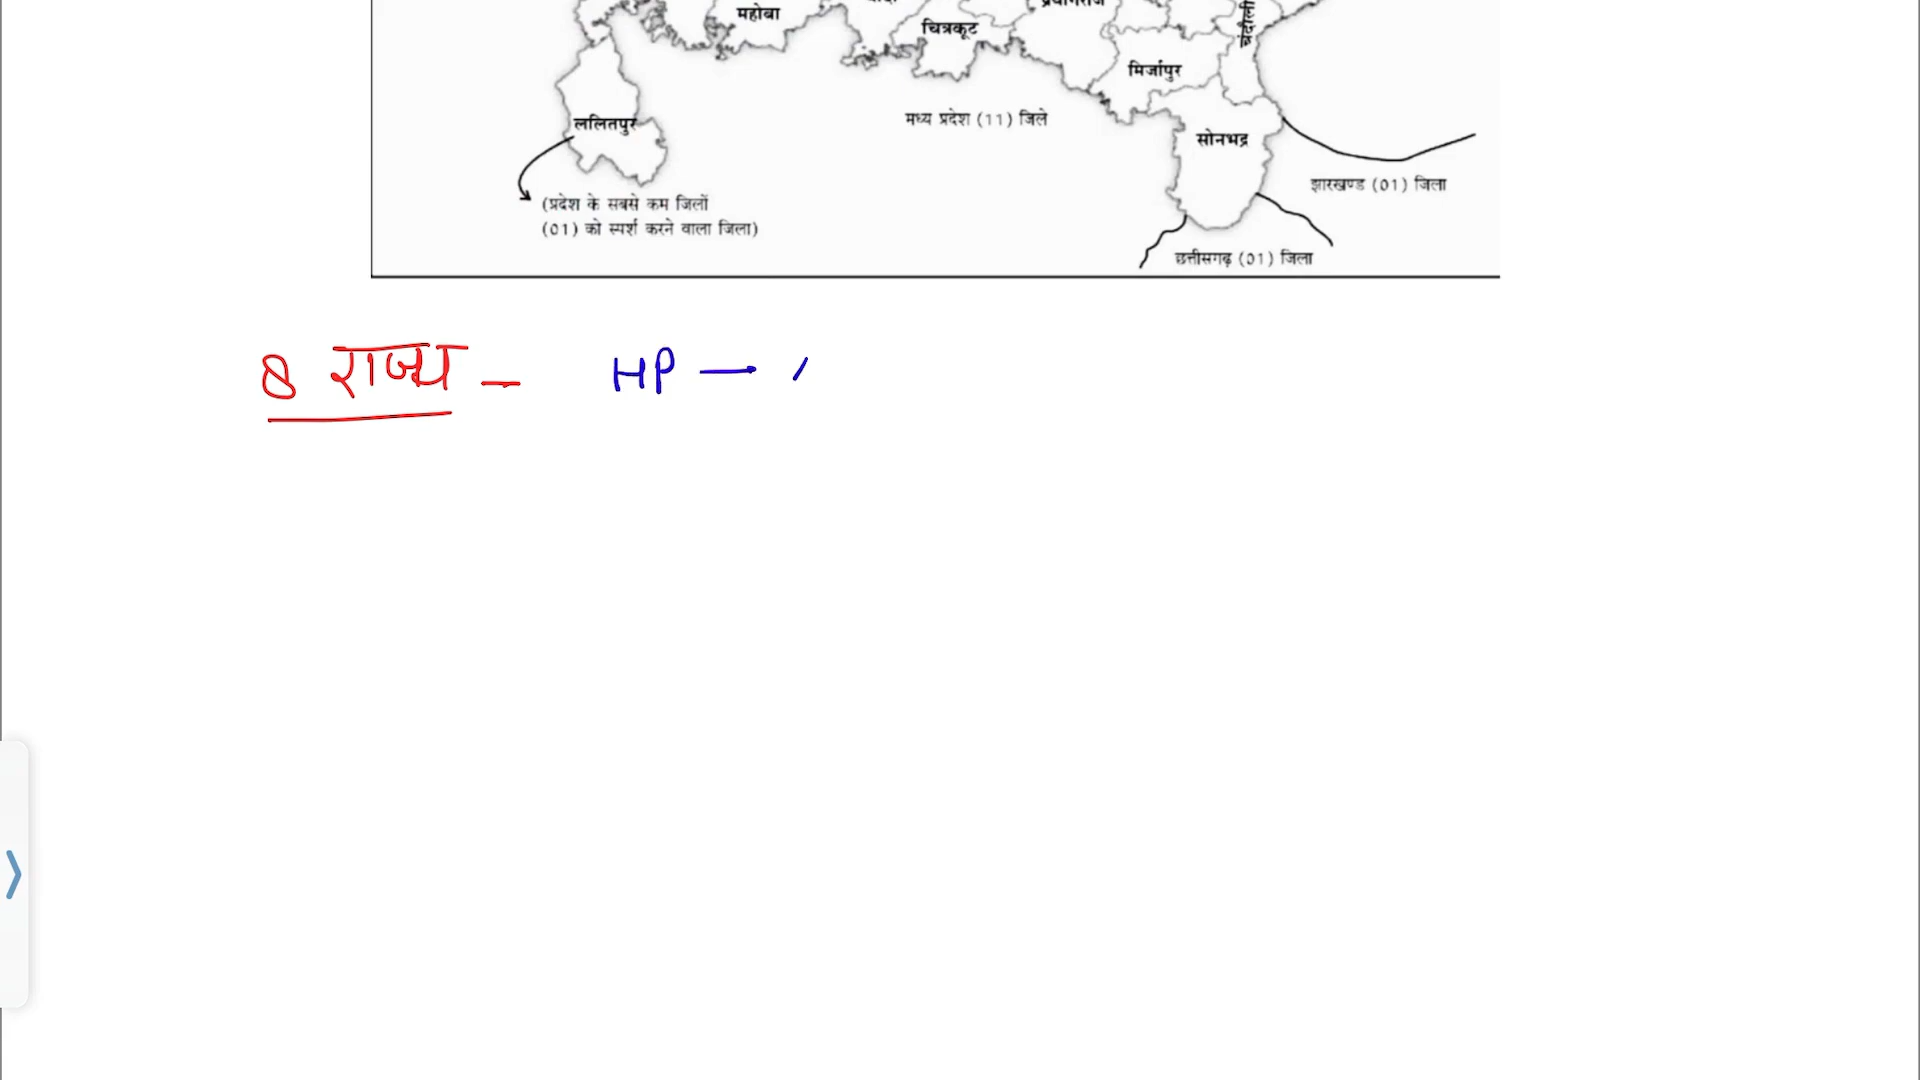 महोबा
चित्रकूट
मिर्जापुर
मध्य प्रदेश (11) जिले
ललितपुर
सोनभद्र
झारखण्ड (01) जिला
(प्रदेश के सबसे कम जिलों
(01) को स्पर्श करने वाला जिला)
छत्तीसगढ़ (01) जिला
8 राज्य – HP →